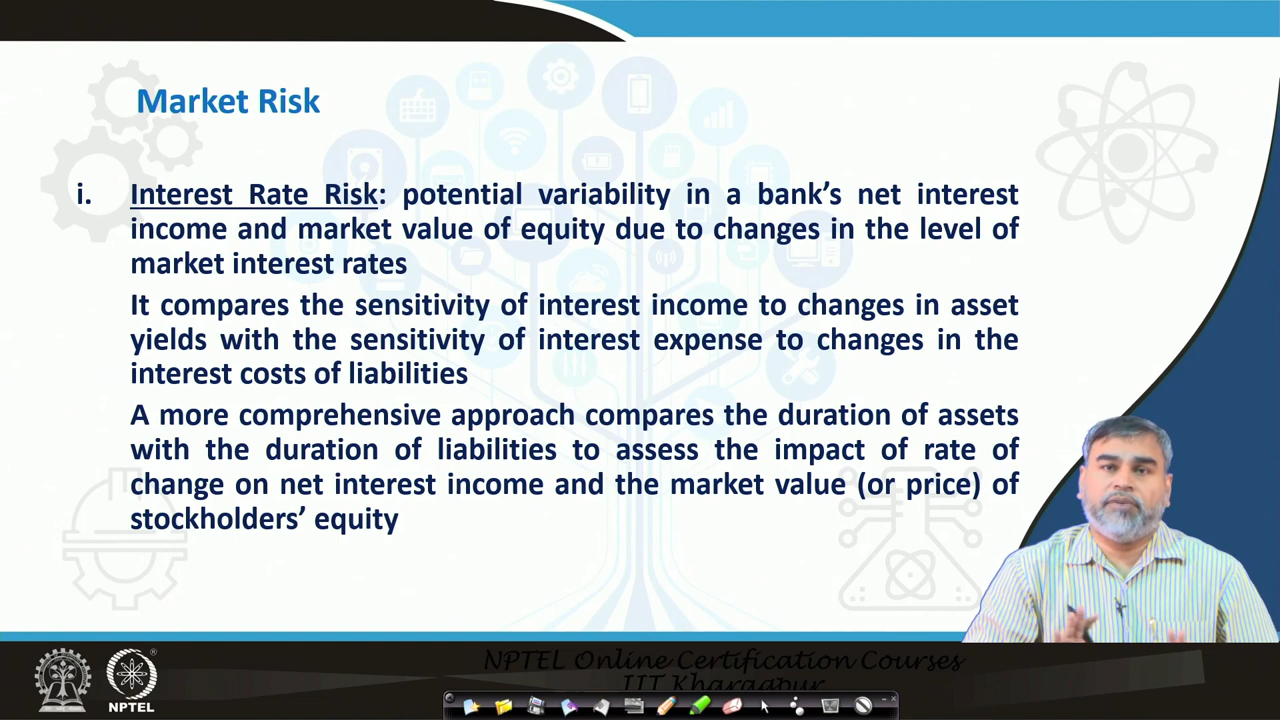 Market Risk
i. Interest Rate Risk: potential variability in a bank's net interest
income and market value of equity due to changes in the level of
market interest rates
It compares the sensitivity of interest income to changes in asset
yields with the sensitivity of interest expense to changes in the
interest costs of liabilities
A more comprehensive approach compares the duration of assets
with the duration of liabilities to assess the impact of rate of
change on net interest income and the market value (or price) of
stockholders' equity
NPTEL Online Certification Courses
IIT Kharagpur
NPTEL